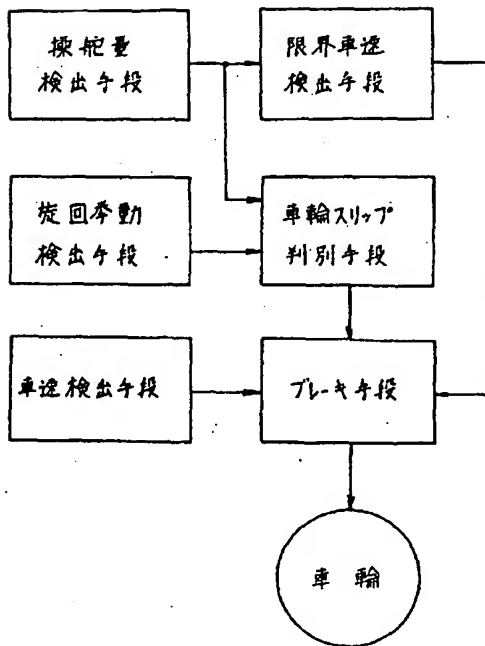 操舵量
検出手段
限界車速
検出手段
旋回挙動
検出手段
車輪スリップ
判別手段
車速検出手段
ブレーキ手段
車輪